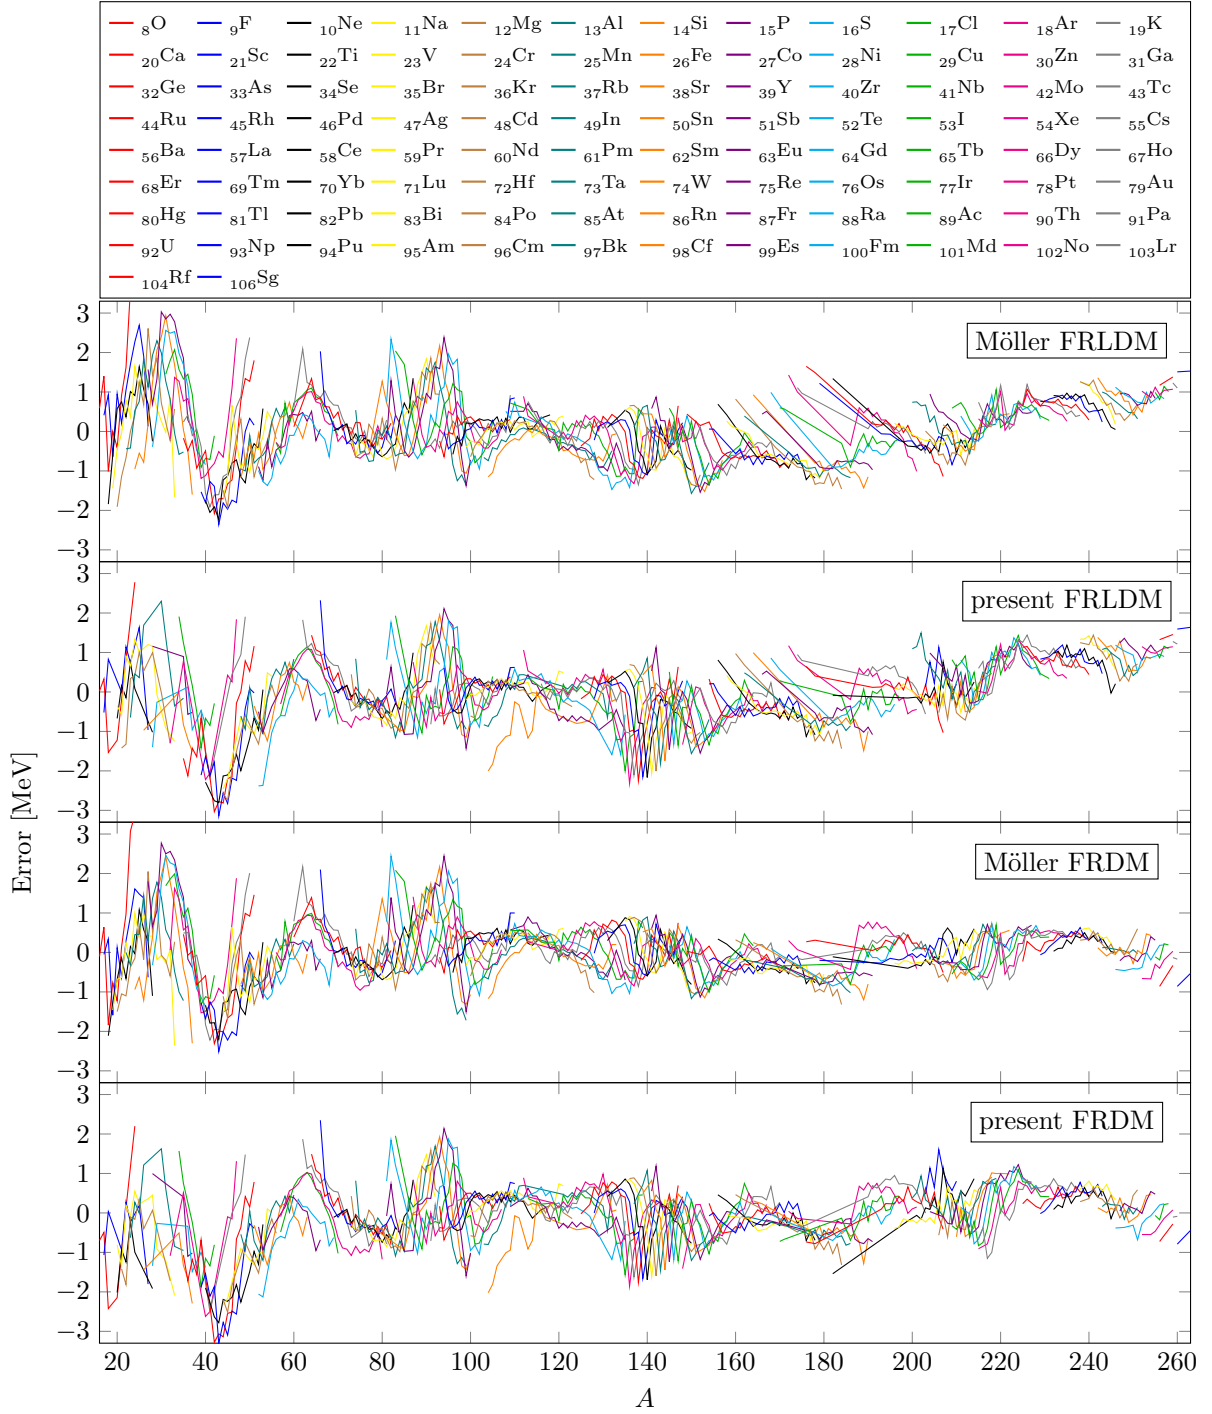 ₈O ₉F ₁₀Ne ₁₁Na ₁₂Mg ₁₃Al ₁₄Si ₁₅P ₁₆S ₁₇Cl ₁₈Ar ₁₉K
₂₀Ca ₂₁Sc ₂₂Ti ₂₃V ₂₄Cr ₂₅Mn ₂₆Fe ₂₇Co ₂₈Ni ₂₉Cu ₃₀Zn ₃₁Ga
₃₂Ge ₃₃As ₃₄Se ₃₅Br ₃₆Kr ₃₇Rb ₃₈Sr ₃₉Y ₄₀Zr ₄₁Nb ₄₂Mo ₄₃Tc
₄₄Ru ₄₅Rh ₄₆Pd ₄₇Ag ₄₈Cd ₄₉In ₅₀Sn ₅₁Sb ₅₂Te ₅₃I ₅₄Xe ₅₅Cs
₅₆Ba ₅₇La ₅₈Ce ₅₉Pr ₆₀Nd ₆₁Pm ₆₂Sm ₆₃Eu ₆₄Gd ₆₅Tb ₆₆Dy ₆₇Ho
₆₈Er ₆₉Tm ₇₀Yb ₇₁Lu ₇₂Hf ₇₃Ta ₇₄W ₇₅Re ₇₆Os ₇₇Ir ₇₈Pt ₇₉Au
₈₀Hg ₈₁Tl ₈₂Pb ₈₃Bi ₈₄Po ₈₅At ₈₆Rn ₈₇Fr ₈₈Ra ₈₉Ac ₉₀Th ₉₁Pa
₉₂U ₉₃Np ₉₄Pu ₉₅Am ₉₆Cm ₉₇Bk ₉₈Cf ₉₉Es ₁₀₀Fm ₁₀₁Md ₁₀₂No ₁₀₃Lr
₁₀₄Rf ₁₀₆Sg
3
2
1
0
−1
−2
−3
Möller FRLDM
3
2
1
0
−1
−2
−3
present FRLDM
Error [MeV]
3
2
1
0
−1
−2
−3
Möller FRDM
3
2
1
0
−1
−2
−3
present FRDM
20 40 60 80 100 120 140 160 180 200 220 240 260
A